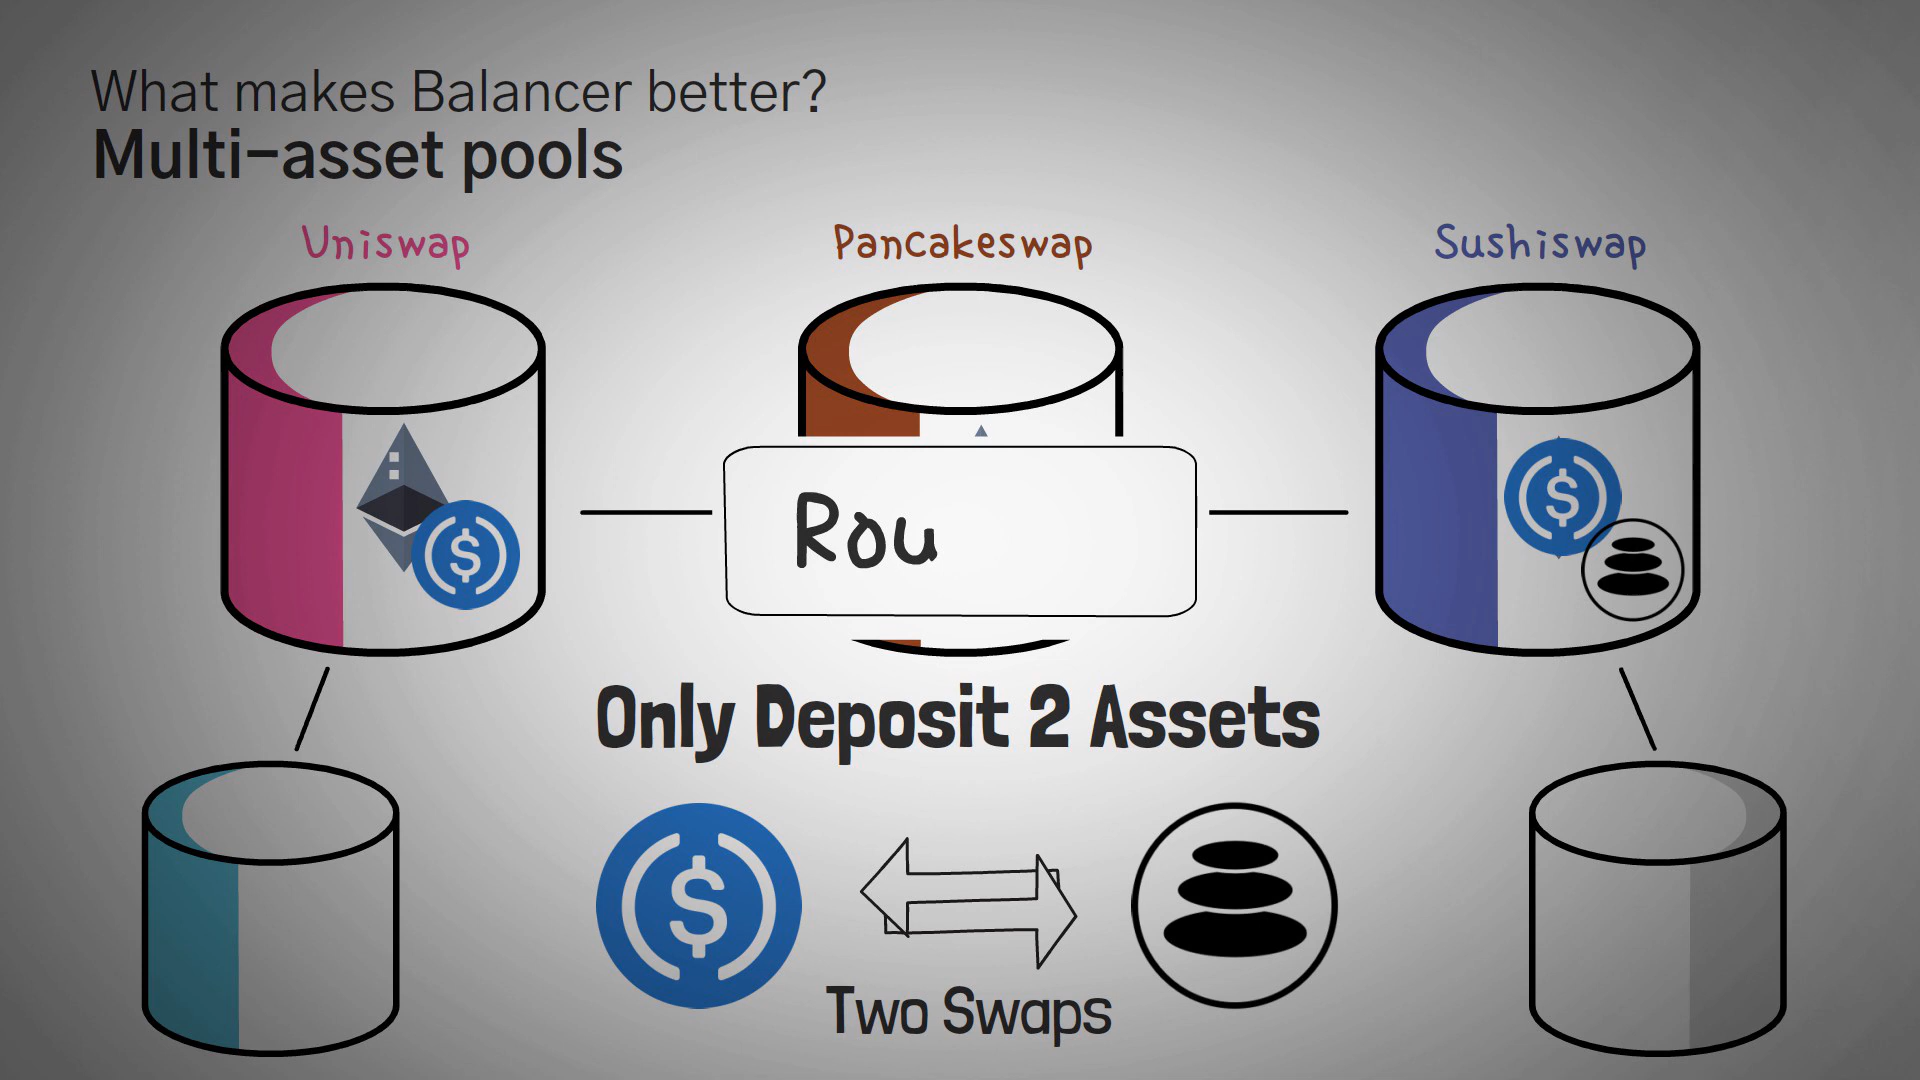 What makes Balancer better?
Multi-asset pools
Uniswap
Pancakeswap
Sushiswap
$
$
Rou
Only Deposit 2 Assets
$
Two Swaps